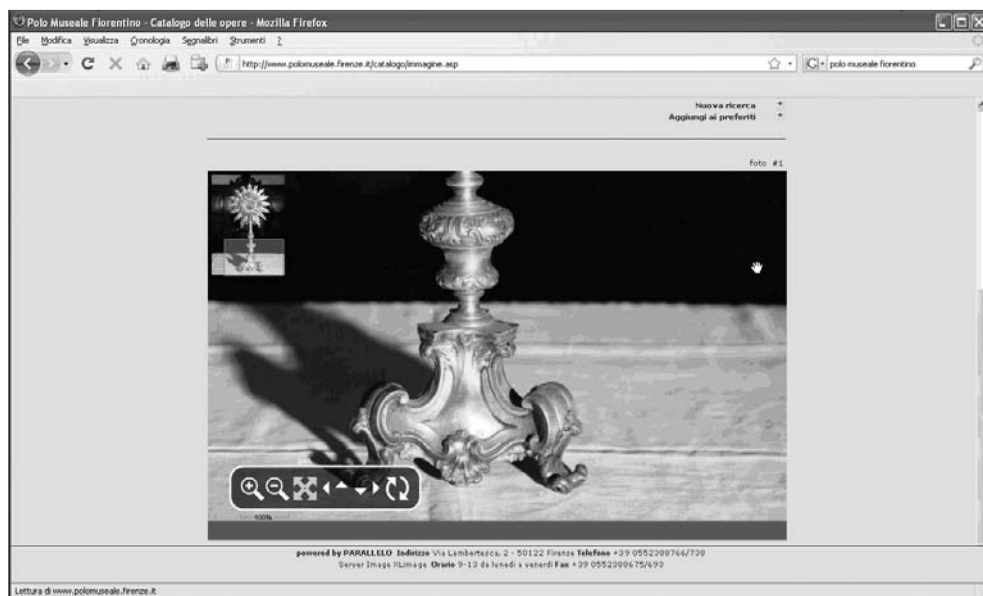 Polo Museale Fiorentino - Catalogo delle opere - Mozilla Firefox
File Modifica Visualizza Cronologia Segnalibri Strumenti ?
http://www.polomuseale.firenze.it/catalogo/immagine.asp
polo museale fiorentino
Nuova ricerca
Aggiungi ai preferiti
foto #1
100%
powered by PARALLELO Indirizzo Via Lambertesca, 2 - 50122 Firenze Telefono +39 0552388766/738
Server Image XLimage Orario 9-13 da lunedi a venerdi Fax +39 0552388675/693
Lettura di www.polomuseale.firenze.it